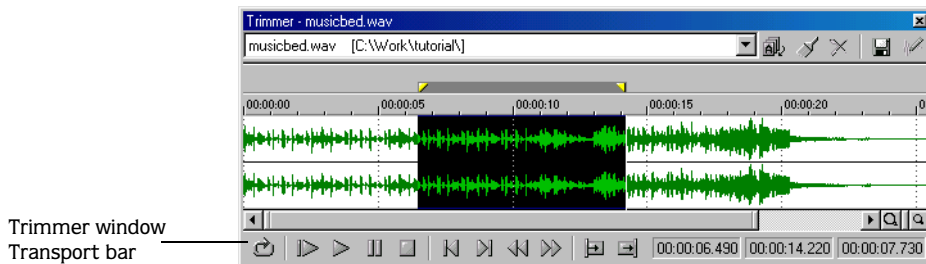 Trimmer - musicbed.wav
musicbed.wav [C:\Work\tutorial\]
00:00:00 00:00:05 00:00:10 00:00:15 00:00:20
Trimmer window
Transport bar
00:00:06.490 00:00:14.220 00:00:07.730